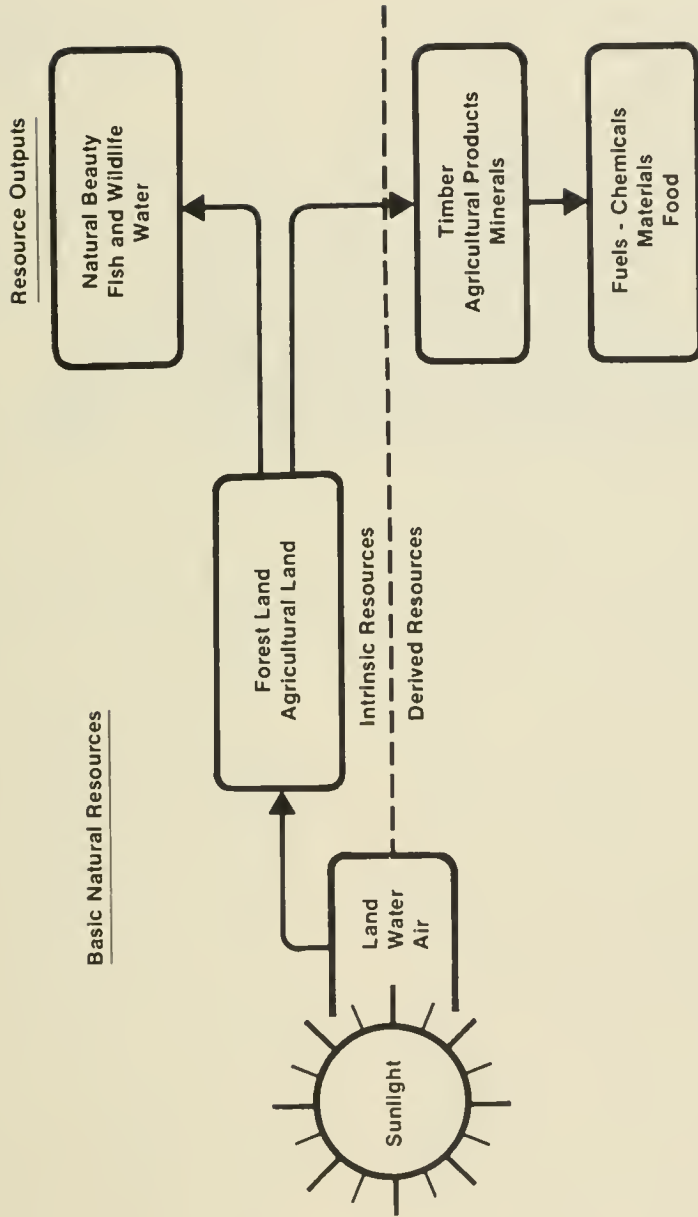 Basic Natural Resources
Resource Outputs
Sunlight
Land
Water
Air
Forest Land
Agricultural Land
Intrinsic Resources
Derived Resources
Natural Beauty
Fish and Wildlife
Water
Timber
Agricultural Products
Minerals
Fuels - Chemicals
Materials
Food